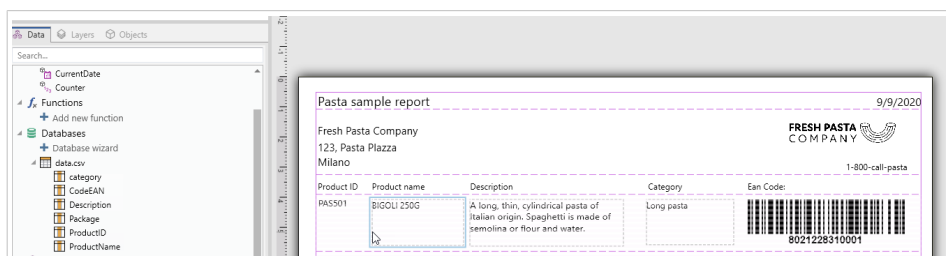 Data Layers Objects
Search...
CurrentDate
Counter
Functions
Add new function
Databases
Database wizard
data.csv
category
CodeEAN
Description
Package
ProductID
ProductName
Pasta sample report 9/9/2020
Fresh Pasta Company
123, Pasta Plazza
Milano
FRESH PASTA
COMPANY
1-800-call-pasta
Product ID Product name Description Category Ean Code:
PAS501 BIGOLI 250G A long, thin, cylindrical pasta of Long pasta
Italian origin. Spaghetti is made of
semolina or flour and water.
8021228310001